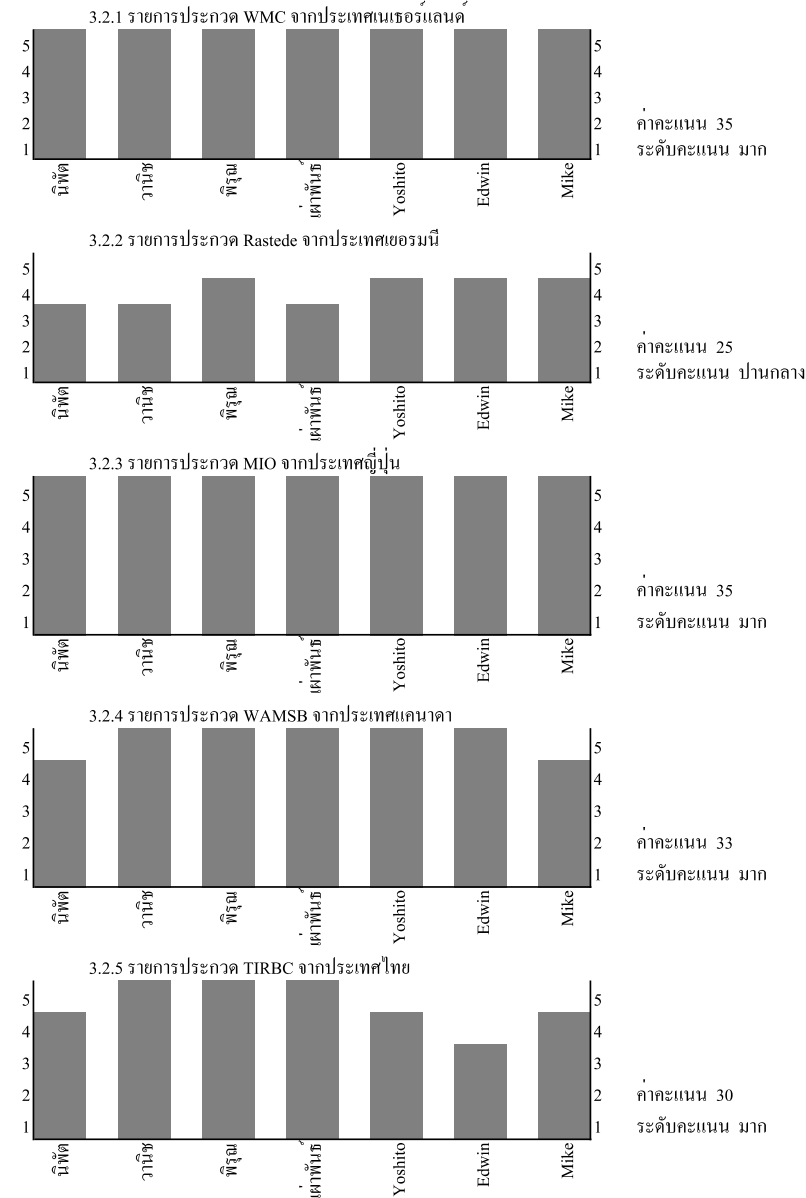 3.2.1 รายการประกวด WMC จากประเทศเนเธอร์แลนด์
5 5
4 4
3 3
2 2 ค่าคะแนน 35
1 1 ระดับคะแนน มาก
นิพัต วานิช พิรุณ เผ่าพันธ์ Yoshito Edwin Mike
3.2.2 รายการประกวด Rastede จากประเทศเยอรมนี
5 5
4 4
3 3
2 2 ค่าคะแนน 25
1 1 ระดับคะแนน ปานกลาง
นิพัต วานิช พิรุณ เผ่าพันธ์ Yoshito Edwin Mike
3.2.3 รายการประกวด MIO จากประเทศญี่ปุ่น
5 5
4 4
3 3
2 2 ค่าคะแนน 35
1 1 ระดับคะแนน มาก
นิพัต วานิช พิรุณ เผ่าพันธ์ Yoshito Edwin Mike
3.2.4 รายการประกวด WAMSB จากประเทศแคนาดา
5 5
4 4
3 3
2 2 ค่าคะแนน 33
1 1 ระดับคะแนน มาก
นิพัต วานิช พิรุณ เผ่าพันธ์ Yoshito Edwin Mike
3.2.5 รายการประกวด TIRBC จากประเทศไทย
5 5
4 4
3 3
2 2 ค่าคะแนน 30
1 1 ระดับคะแนน มาก
นิพัต วานิช พิรุณ เผ่าพันธ์ Yoshito Edwin Mike